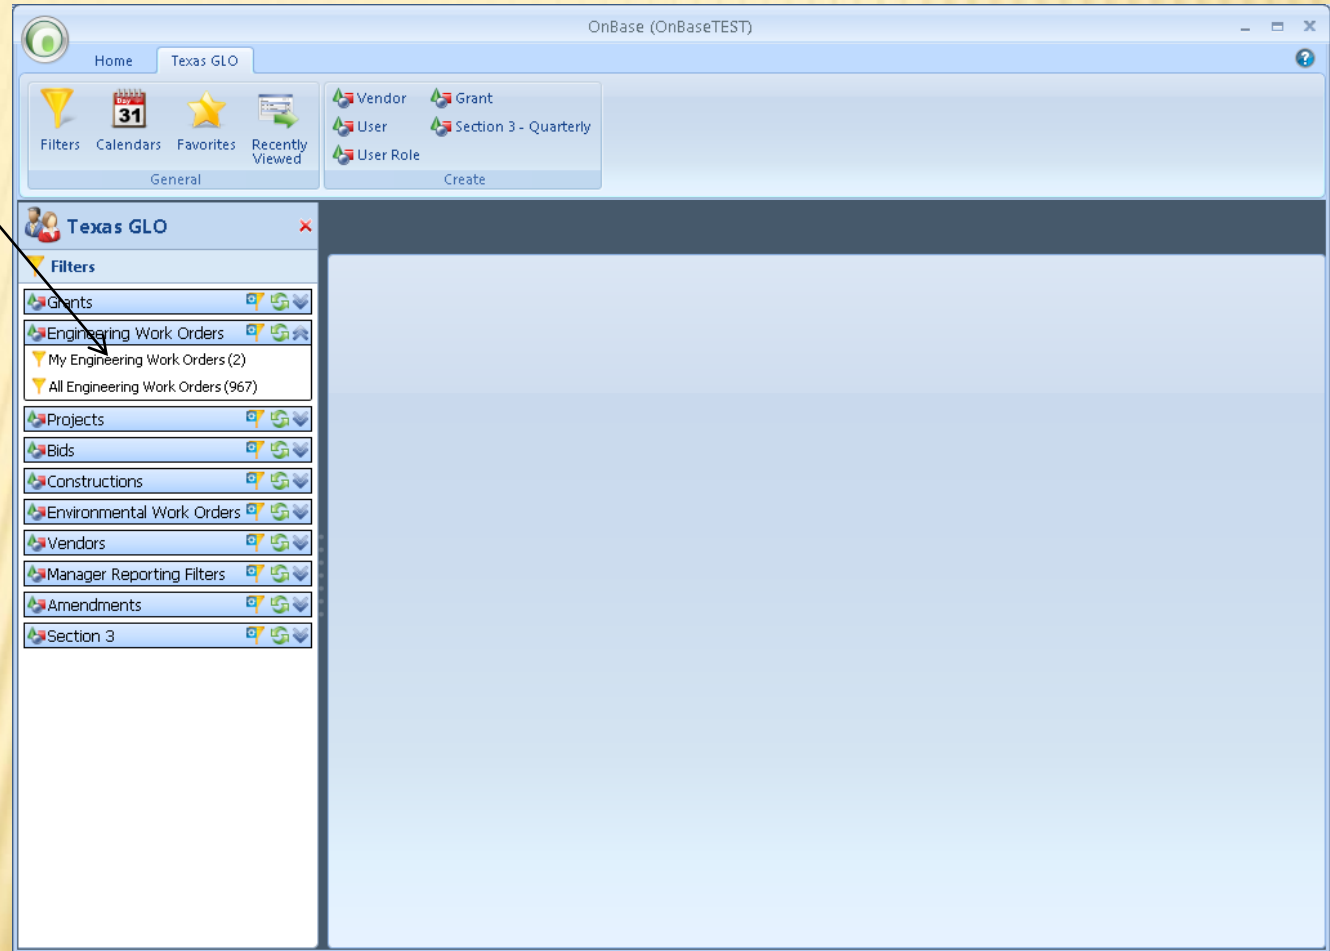 OnBase (OnBaseTEST)
Home Texas GLO
Day
31
Filters Calendars Favorites Recently Viewed
General
Vendor Grant
User Section 3 - Quarterly
User Role
Create
Texas GLO
Filters
Grants
Engineering Work Orders
My Engineering Work Orders (2)
All Engineering Work Orders (967)
Projects
Bids
Constructions
Environmental Work Orders
Vendors
Manager Reporting Filters
Amendments
Section 3